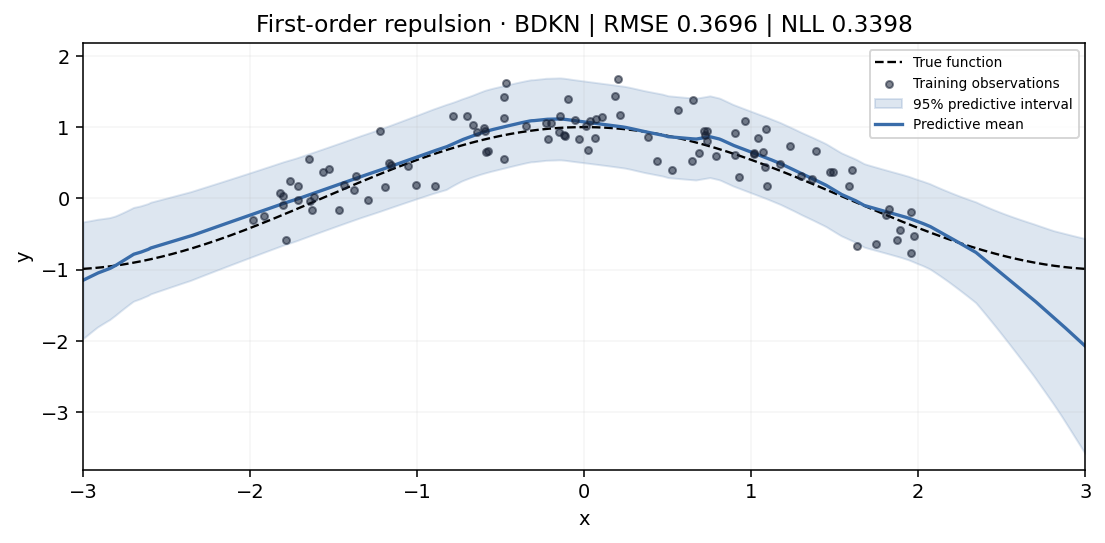 First-order repulsion · BDKN | RMSE 0.3696 | NLL 0.3398
True function
Training observations
95% predictive interval
Predictive mean
y
2
1
0
−1
−2
−3
−3
−2
−1
0
1
2
3
x